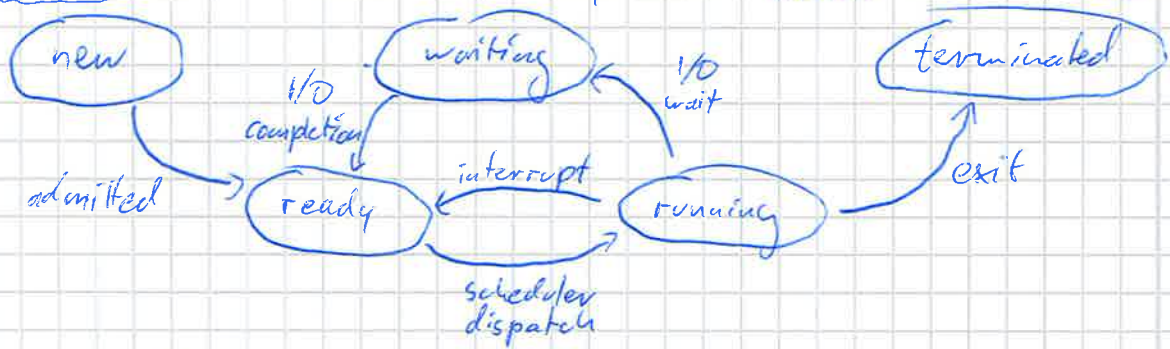 new
waiting
terminated
I/O
completion
I/O
wait
admitted
ready
interrupt
running
exit
scheduler
dispatch